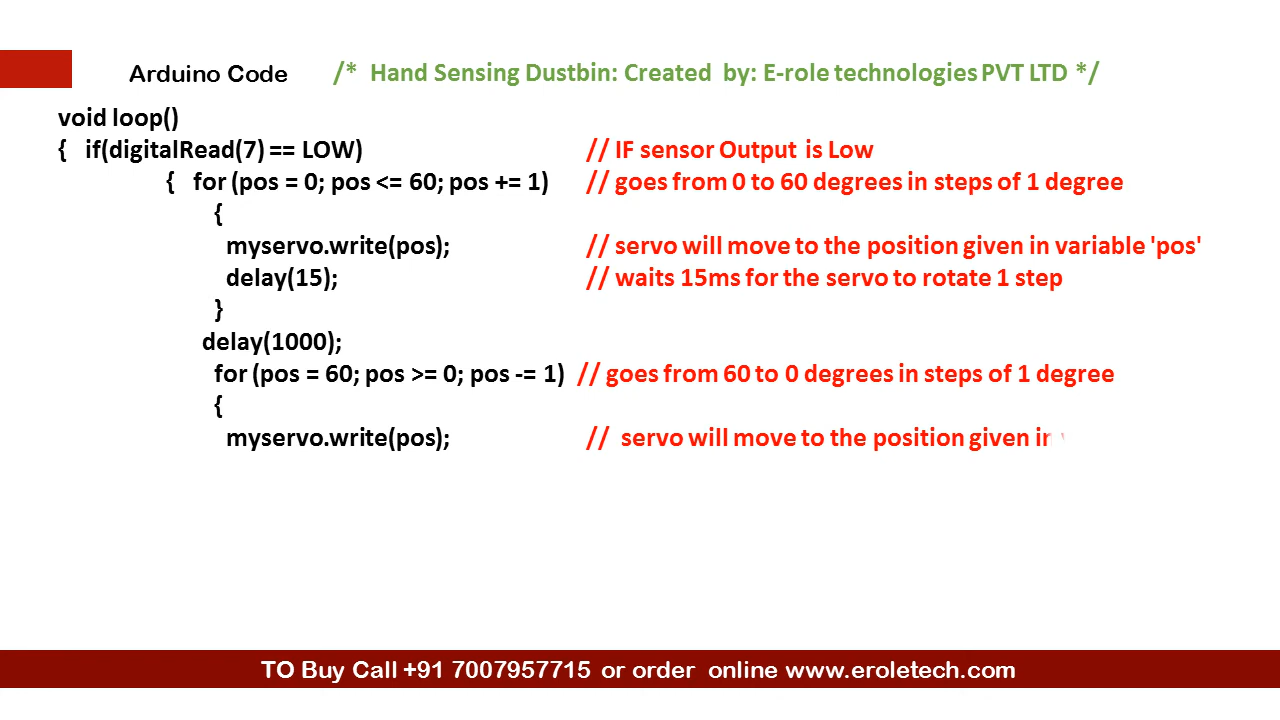 Arduino Code /* Hand Sensing Dustbin: Created by: E-role technologies PVT LTD */
void loop()
{ if(digitalRead(7) == LOW) // IF sensor Output is Low
{ for (pos = 0; pos <= 60; pos += 1) // goes from 0 to 60 degrees in steps of 1 degree
{
myservo.write(pos); // servo will move to the position given in variable 'pos'
delay(15); // waits 15ms for the servo to rotate 1 step
}
delay(1000);
for (pos = 60; pos >= 0; pos -= 1) // goes from 60 to 0 degrees in steps of 1 degree
{
myservo.write(pos); // servo will move to the position given in
TO Buy Call +91 7007957715 or order online www.eroletech.com